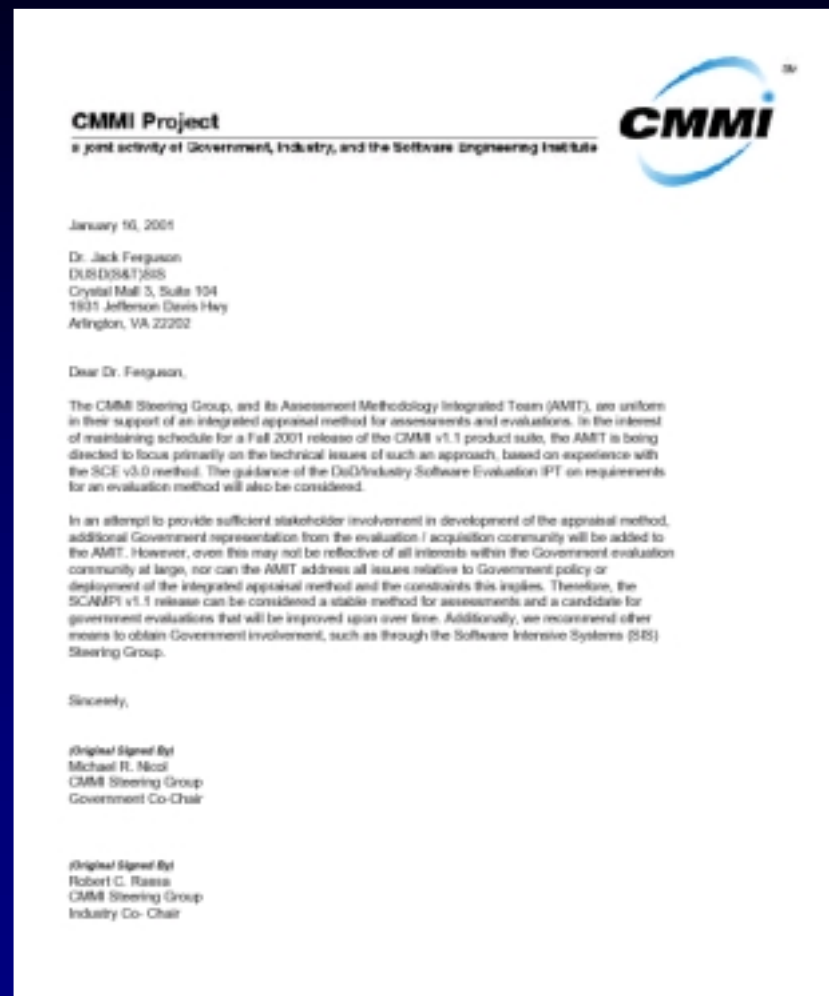 SM
CMMI
CMMI Project
a joint activity of Government, Industry, and the Software Engineering Institute
January 16, 2001
Dr. Jack Ferguson
DUSD(S&T)SIS
Crystal Mall 3, Suite 104
1931 Jefferson Davis Hwy
Arlington, VA 22202
Dear Dr. Ferguson,
The CMMI Steering Group, and its Assessment Methodology Integrated Team (AMIT), are uniform
in their support of an integrated appraisal method for assessments and evaluations. In the interest
of maintaining schedule for a Fall 2001 release of the CMMI v1.1 product suite, the AMIT is being
directed to focus primarily on the technical issues of such an approach, based on experience with
the SCE v3.0 method. The guidance of the DoD/Industry Software Evaluation IPT on requirements
for an evaluation method will also be considered.
In an attempt to provide sufficient stakeholder involvement in development of the appraisal method,
additional Government representation from the evaluation / acquisition community will be added to
the AMIT. However, even this may not be reflective of all interests within the Government evaluation
community at large, nor can the AMIT address all issues relative to Government policy or
deployment of the integrated appraisal method and the constraints this implies. Therefore, the
SCAMPI v1.1 release can be considered a stable method for assessments and a candidate for
government evaluations that will be improved upon over time. Additionally, we recommend other
means to obtain Government involvement, such as through the Software Intensive Systems (SIS)
Steering Group.
Sincerely,
(Original Signed By)
Michael R. Nicol
CMMI Steering Group
Government Co-Chair
(Original Signed By)
Robert C. Rassa
CMMI Steering Group
Industry Co- Chair